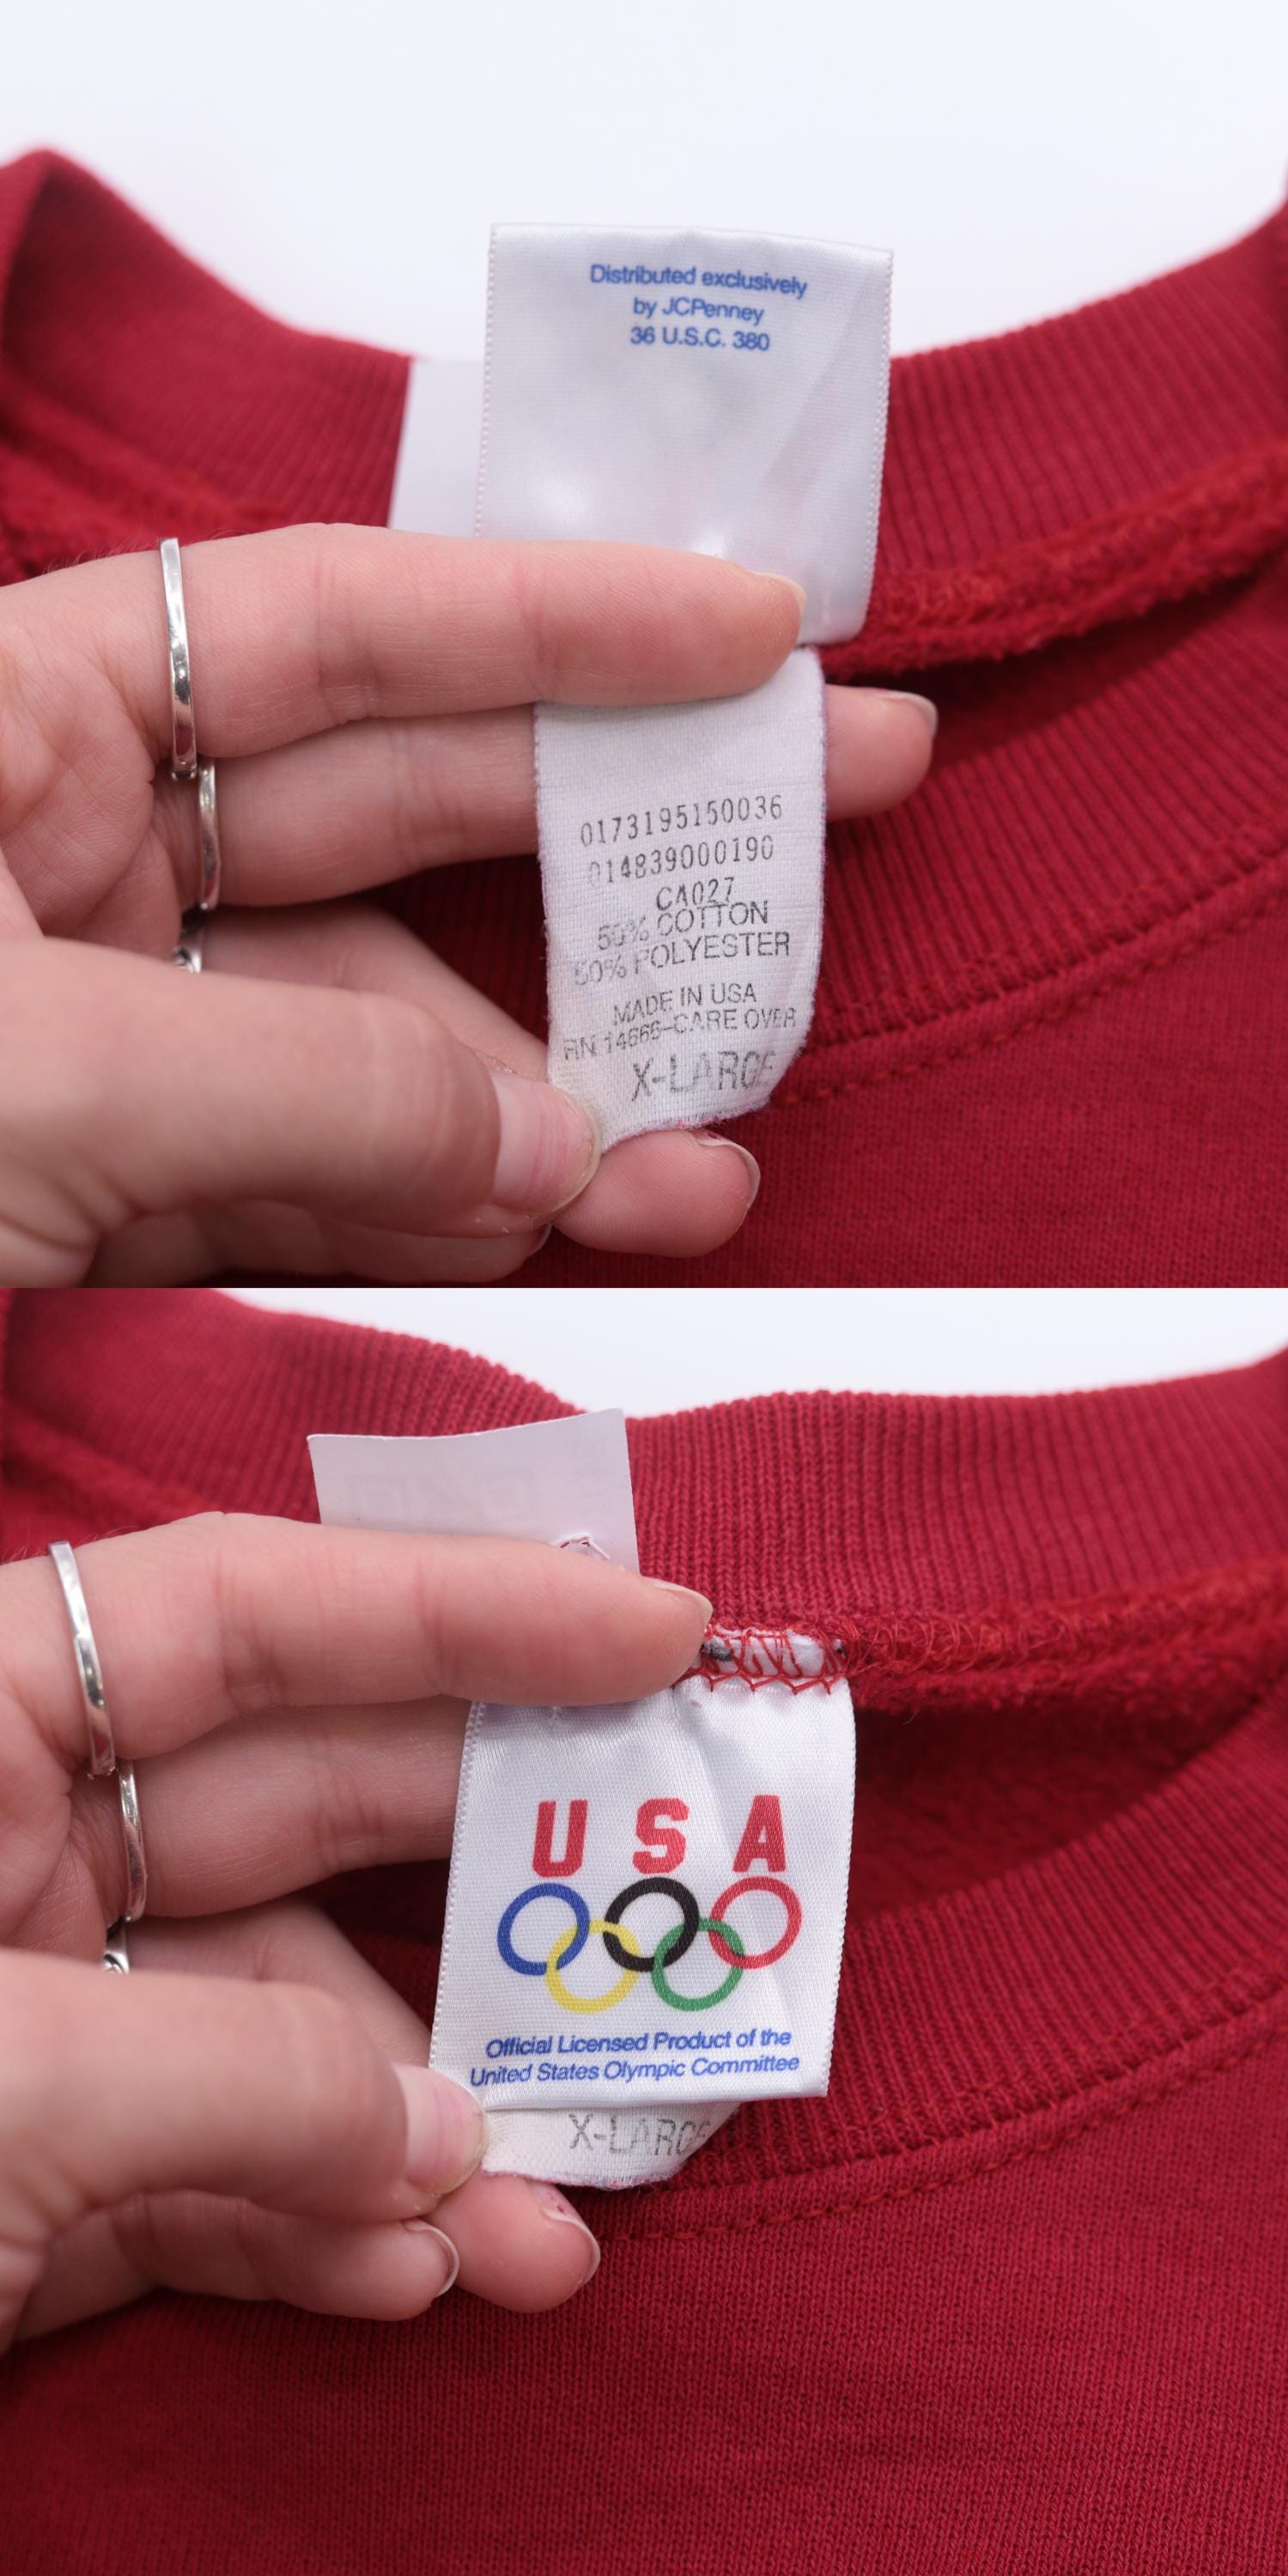 Distributed exclusively
by JCPenney
36 U.S.C. 380
0173195150036
014839000190
CA027
50% COTTON
50% POLYESTER
MADE IN USA
RN 14666-CARE OVER
X-LARGE
U S A
Official Licensed Product of the
United States Olympic Committee
X-LARGE